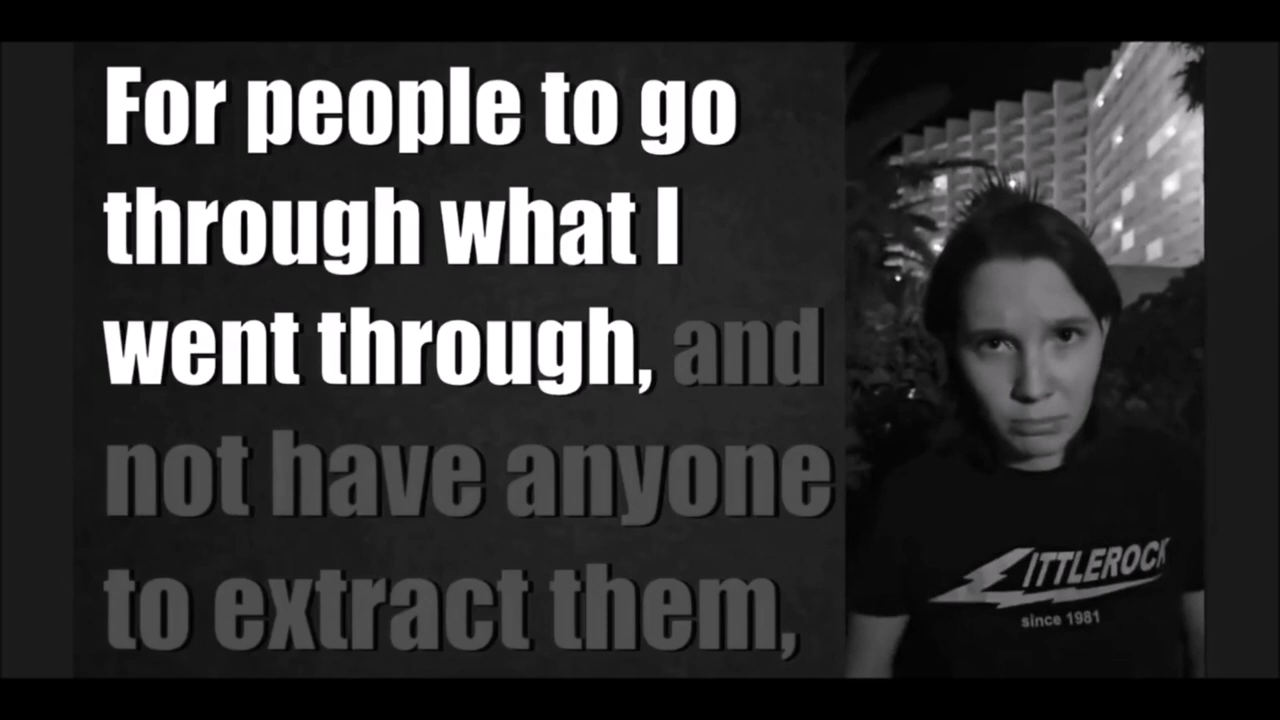 For people to go
through what I
went through, and
not have anyone
to extract them,
LITTLEROCK
since 1981